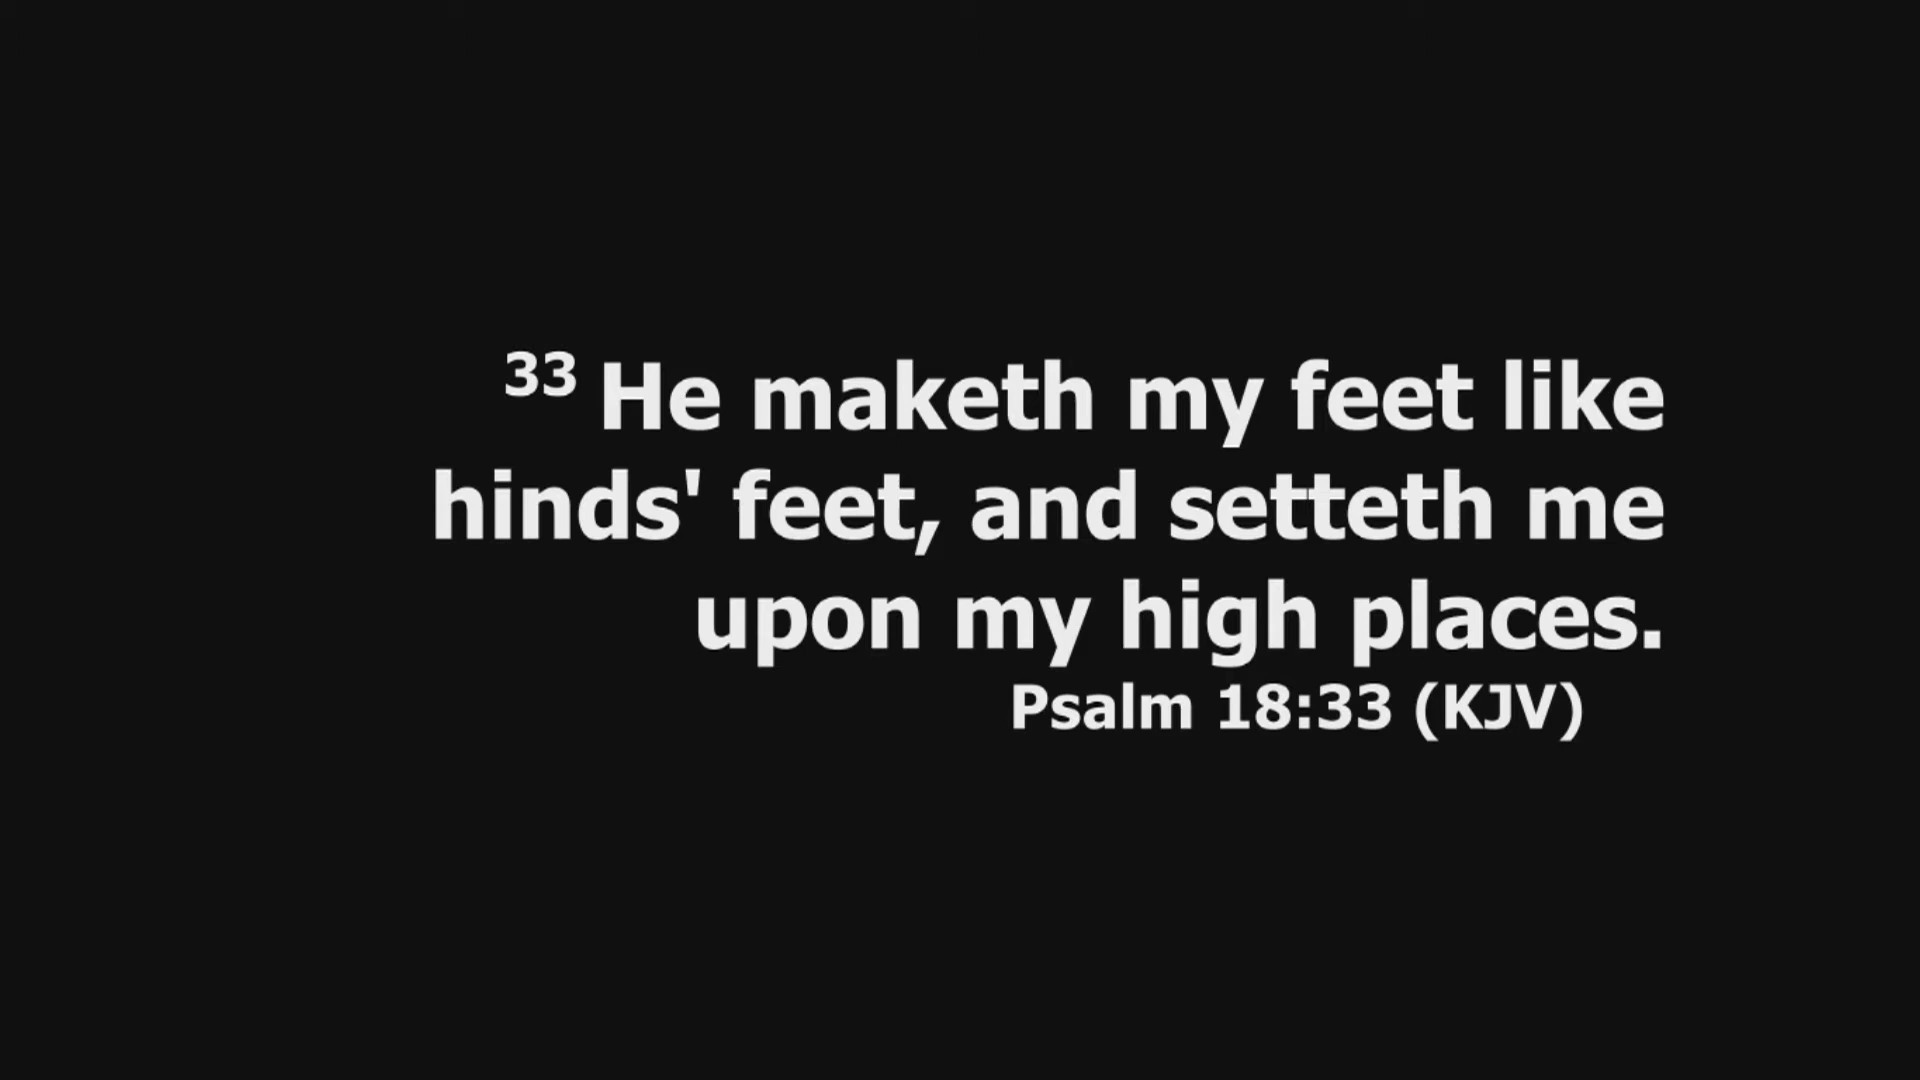 33 He maketh my feet like
hinds' feet, and setteth me
upon my high places.
Psalm 18:33 (KJV)